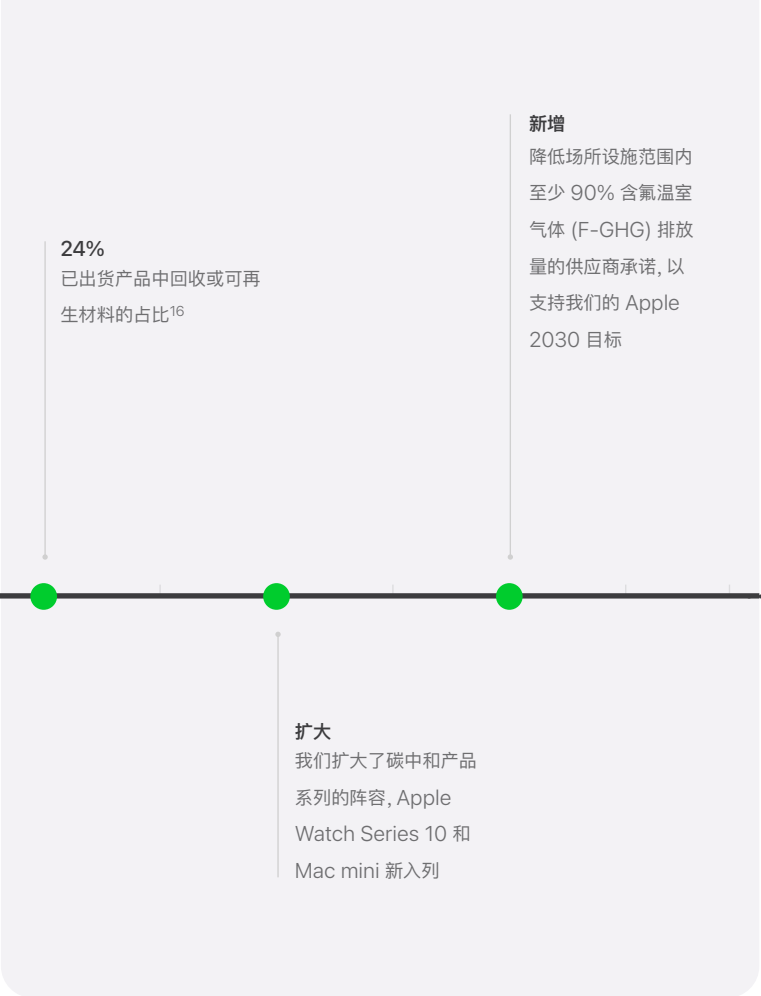 24%
已出货产品中回收或可再
生材料的占比16
扩大
我们扩大了碳中和产品
系列的阵容, Apple
Watch Series 10 和
Mac mini 新入列
新增
降低场所设施范围内
至少 90% 含氟温室
气体 (F-GHG) 排放
量的供应商承诺, 以
支持我们的 Apple
2030 目标